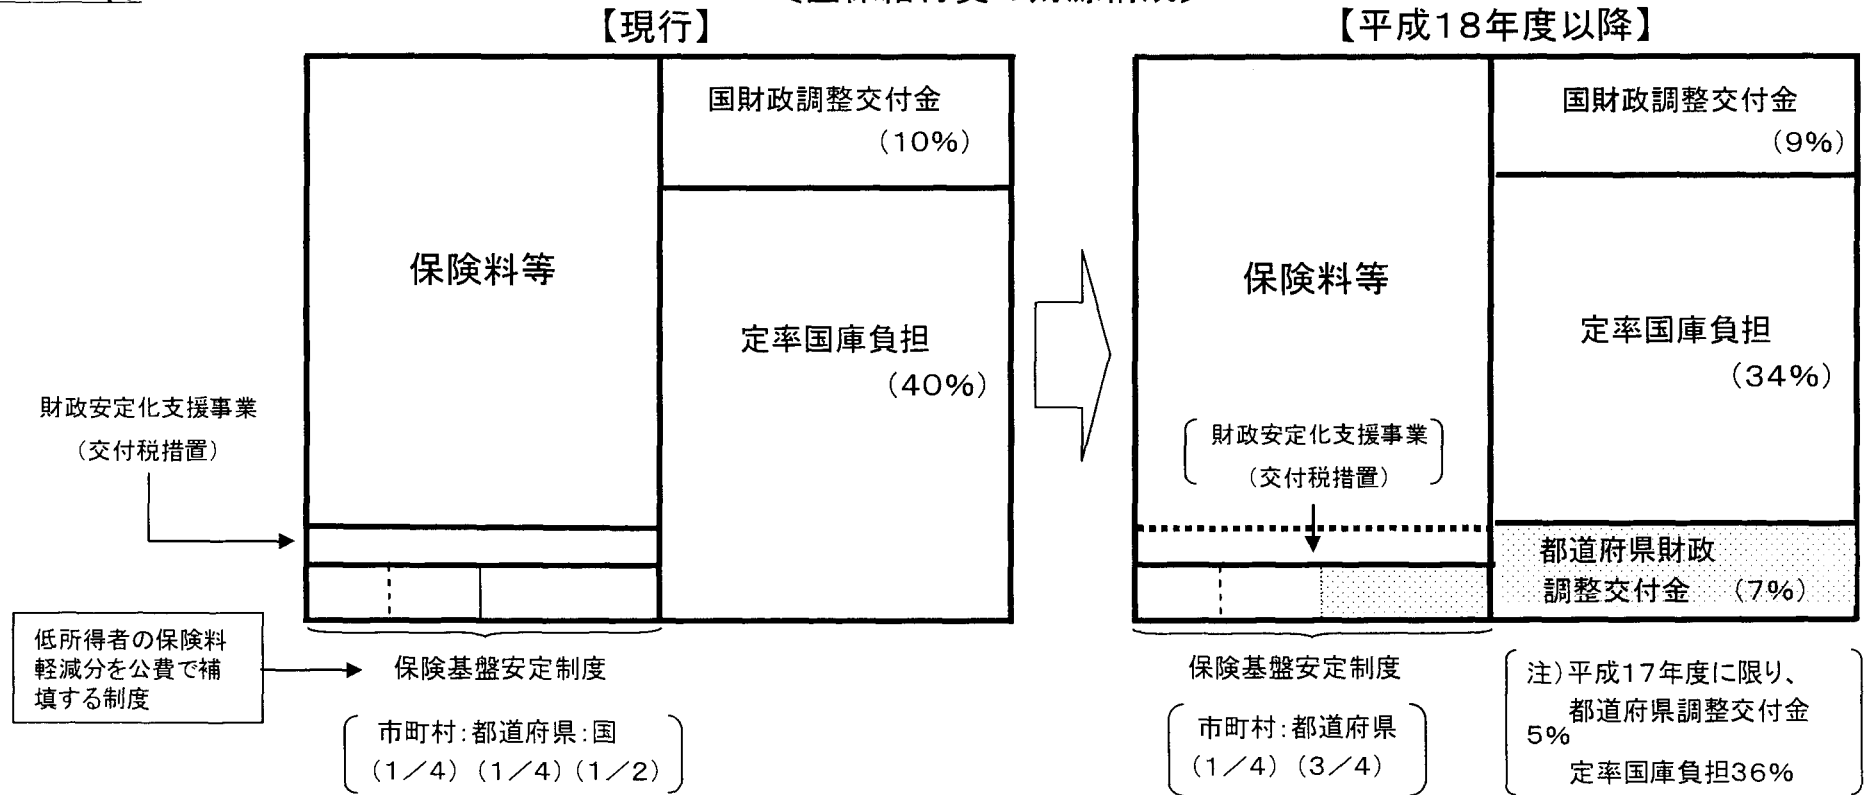 【現行】
国財政調整交付金
（10%）
保険料等
定率国庫負担
（40%）
財政安定化支援事業
（交付税措置）
低所得者の保険料
軽減分を公費で補
填する制度
保険基盤安定制度
市町村：都道府県：国
（1／4）（1／4）（1／2）
【平成18年度以降】
国財政調整交付金
（9%）
保険料等
定率国庫負担
（34%）
財政安定化支援事業
（交付税措置）
都道府県財政
調整交付金　（7%）
保険基盤安定制度
市町村：都道府県
（1／4）（3／4）
注）平成17年度に限り、
都道府県調整交付金
5%
定率国庫負担36%